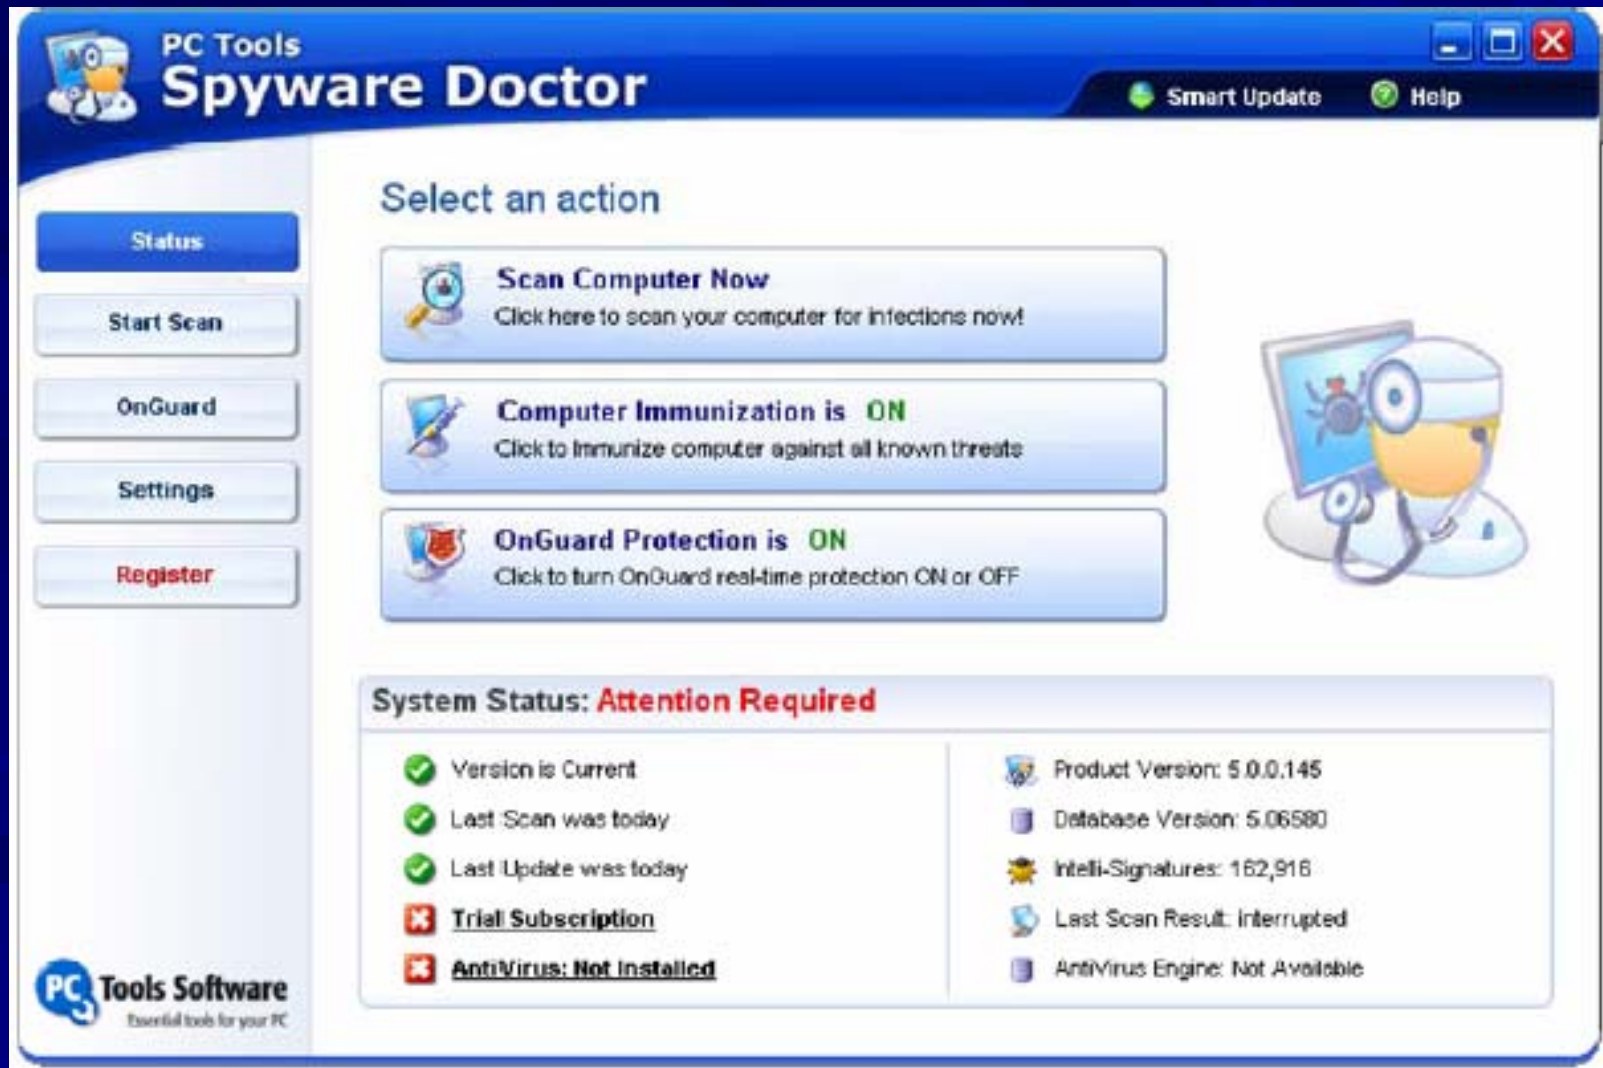 PC Tools
Spyware Doctor
Smart Update
Help
Status
Start Scan
OnGuard
Settings
Register
Select an action
Scan Computer Now
Click here to scan your computer for infections now!
Computer Immunization is ON
Click to Immunize computer against all known threats
OnGuard Protection is ON
Click to turn OnGuard real-time protection ON or OFF
System Status: Attention Required
Version is Current
Last Scan was today
Last Update was today
Trial Subscription
AntiVirus: Not Installed
Product Version: 5.0.0.145
Database Version: 5.06580
Intelli-Signatures: 162,916
Last Scan Result: interrupted
AntiVirus Engine: Not Available
PC Tools Software
Essential tools for your PC